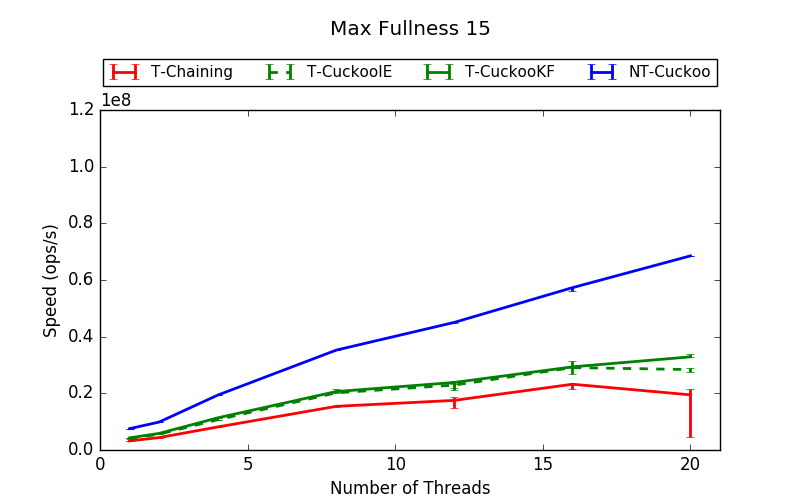 Max Fullness 15
T-Chaining T-CuckooIE T-CuckooKF NT-Cuckoo
1e8
1.2
1.0
0.8
0.6
0.4
0.2
0.0
Speed (ops/s)
0 5 10 15 20
Number of Threads